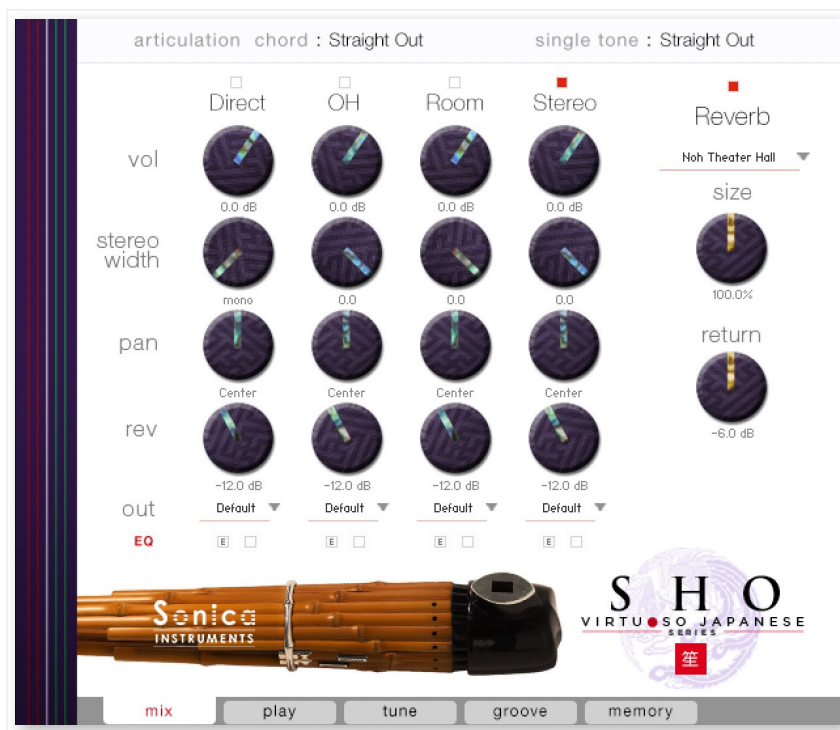 articulation chord : Straight Out single tone : Straight Out
Direct OH Room Stereo Reverb
vol
0.0 dB 0.0 dB 0.0 dB 0.0 dB
Noh Theater Hall
size
stereo
width
mono 0.0 0.0 0.0
100.0%
return
pan
Center Center Center Center
rev
-6.0 dB
-12.0 dB -12.0 dB -12.0 dB -12.0 dB
out Default Default Default Default
EQ E E E E
Sonica
INSTRUMENTS
SHO
VIRTUOSO JAPANESE
SERIES
笙
mix play tune groove memory